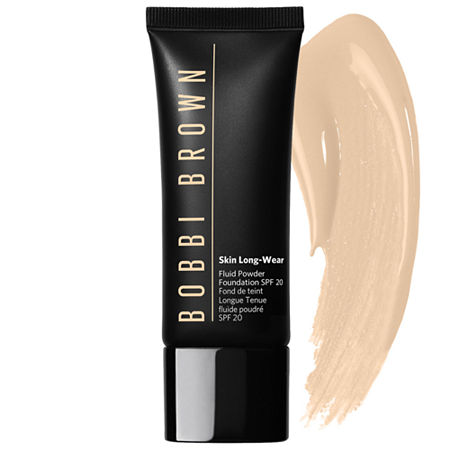 BOBBI BROWN
Skin Long-Wear
Fluid Powder
Foundation SPF 20
Fond de teint
Longue Tenue
fluide poudré
SPF 20